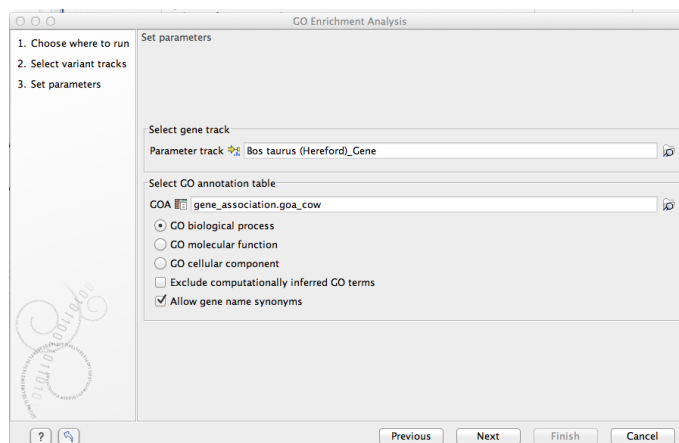 GO Enrichment Analysis
1. Choose where to run
2. Select variant tracks
3. Set parameters
Set parameters
Select gene track
Parameter track Bos taurus (Hereford)_Gene
Select GO annotation table
GOA gene_association.goa_cow
GO biological process
GO molecular function
GO cellular component
Exclude computationally inferred GO terms
Allow gene name synonyms
? Previous Next Finish Cancel